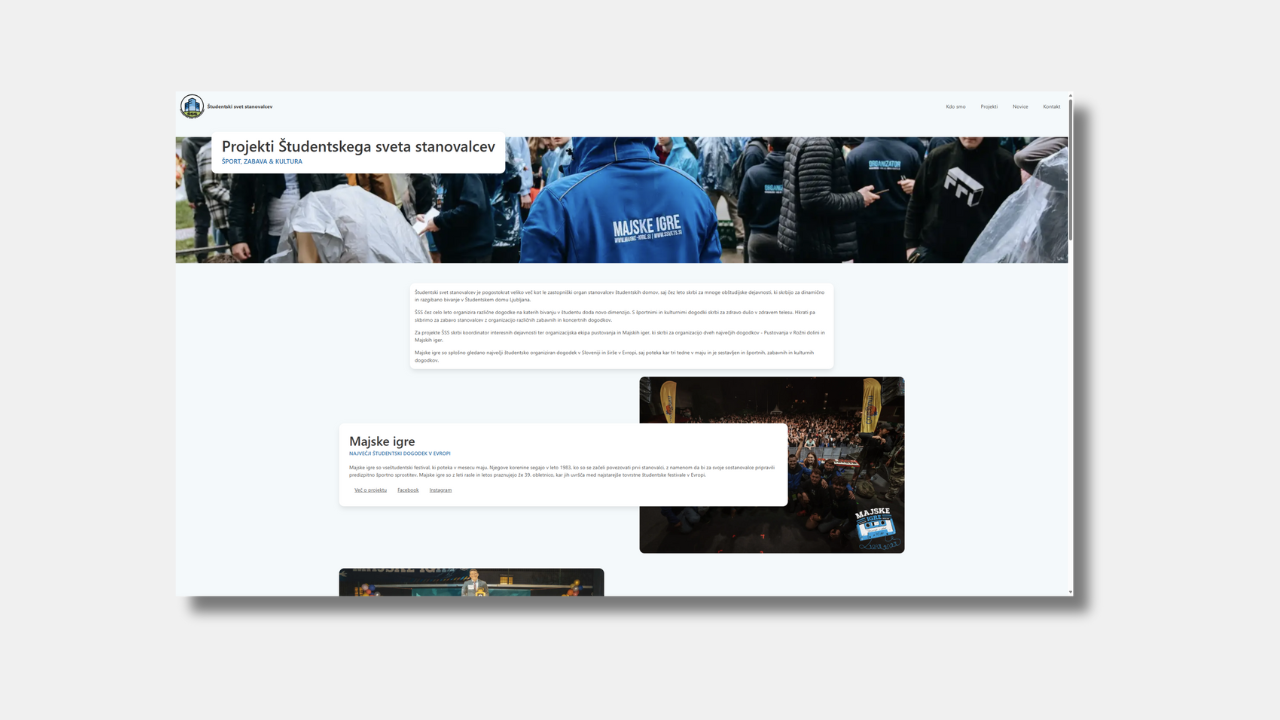 Študentski svet stanovalcev
Kdo smo
Projekti
Novice
Kontakt
Projekti Študentskega sveta stanovalcev
ŠPORT, ZABAVA & KULTURA
MAJSKE IGRE
ORGANIZATOR
Študentski svet stanovalcev je pogostokrat veliko več kot le zastopniški organ stanovalcev študentskih domov, saj čez leto skrbi za mnoge obštudijske dejavnosti, ki skrbijo za dinamično
in razgibano bivanje v Študentskem domu Ljubljana.
ŠSS čez celo leto organizira različne dogodke na katerih bivanju v študentu doda novo dimenzijo. S športnimi in kulturnimi dogodki skrbi za zdravo dušo v zdravem telesu. Hkrati pa
skbrimo za zabavo stanovalcev z organizacijo različnih zabavnih in koncertnih dogodkov.
Za projekte ŠSS skrbi koordinator interesnih dejavnosti ter organizacijska ekipa pustovanja in Majskih iger, ki skrbi za organizacijo dveh največjih dogodkov - Pustovanja v Rožni dolini in
Majskih iger.
Majske igre so splošno gledano največji študentsko organiziran dogodek v Sloveniji in širše v Evropi, saj poteka kar tri tedne v maju in je sestavljen iz športnih, zabavnih in kulturnih
dogodkov.
Majske igre
NAJVEČJI ŠTUDENTSKI DOGODEK V EVROPI
Majske igre so vseštudentski festival, ki poteka v mesecu maju. Njegove korenine segajo v leto 1983, ko so se začeli povezovati prvi stanovalci, z namenom da bi za svoje sostanovalce pripravili
predizpitno športno sprostitev. Majske igre so z leti rasle in letos praznujejo že 39. obletnico, kar jih uvršča med najstarejše tovrstne študentske festivale v Evropi.
Več o projektu
Facebook
Instagram
MAJSKE
IGRE